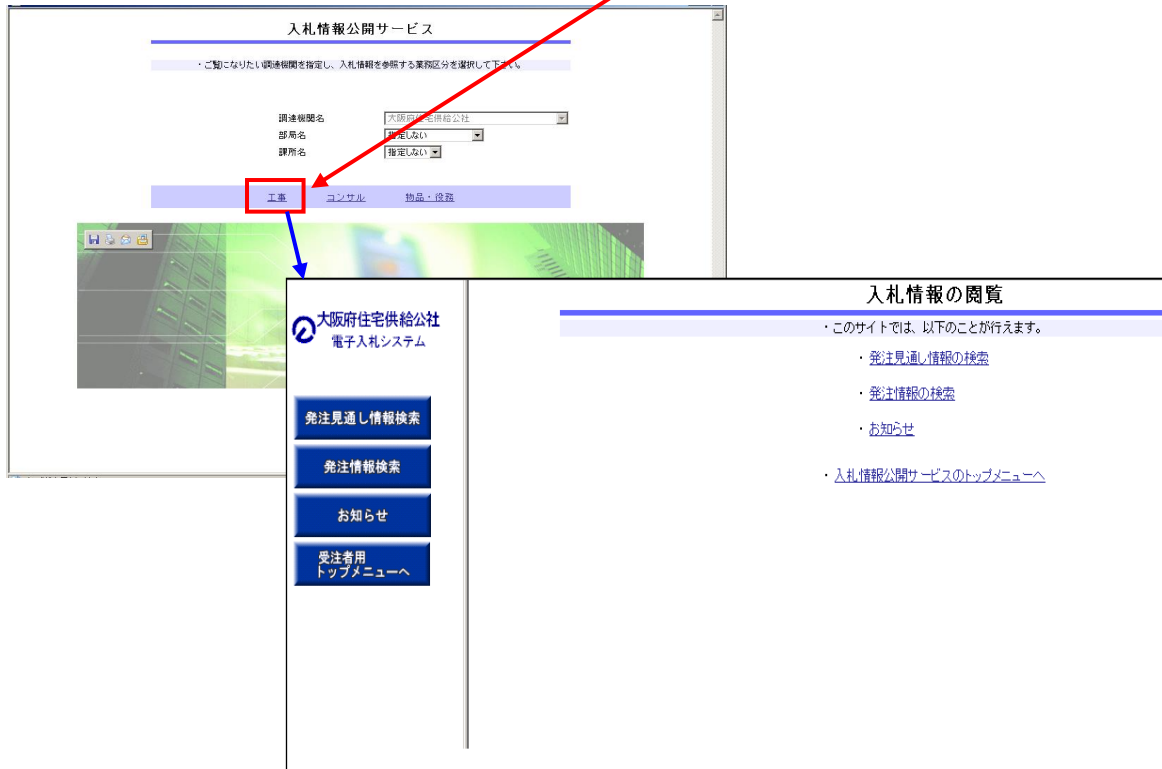 入札情報公開サービス
・ご覧になりたい調達機関を指定し、入札情報を参照する業務区分を選択して下さい。
調達機関名 大阪府住宅供給公社
部局名 指定しない
課所名 指定しない
工事 コンサル 物品・役務
大阪府住宅供給公社
電子入札システム
発注見通し情報検索
発注情報検索
お知らせ
受注者用
トップメニューへ
入札情報の閲覧
・このサイトでは、以下のことが行えます。
・発注見通し情報の検索
・発注情報の検索
・お知らせ
・入札情報公開サービスのトップメニューへ